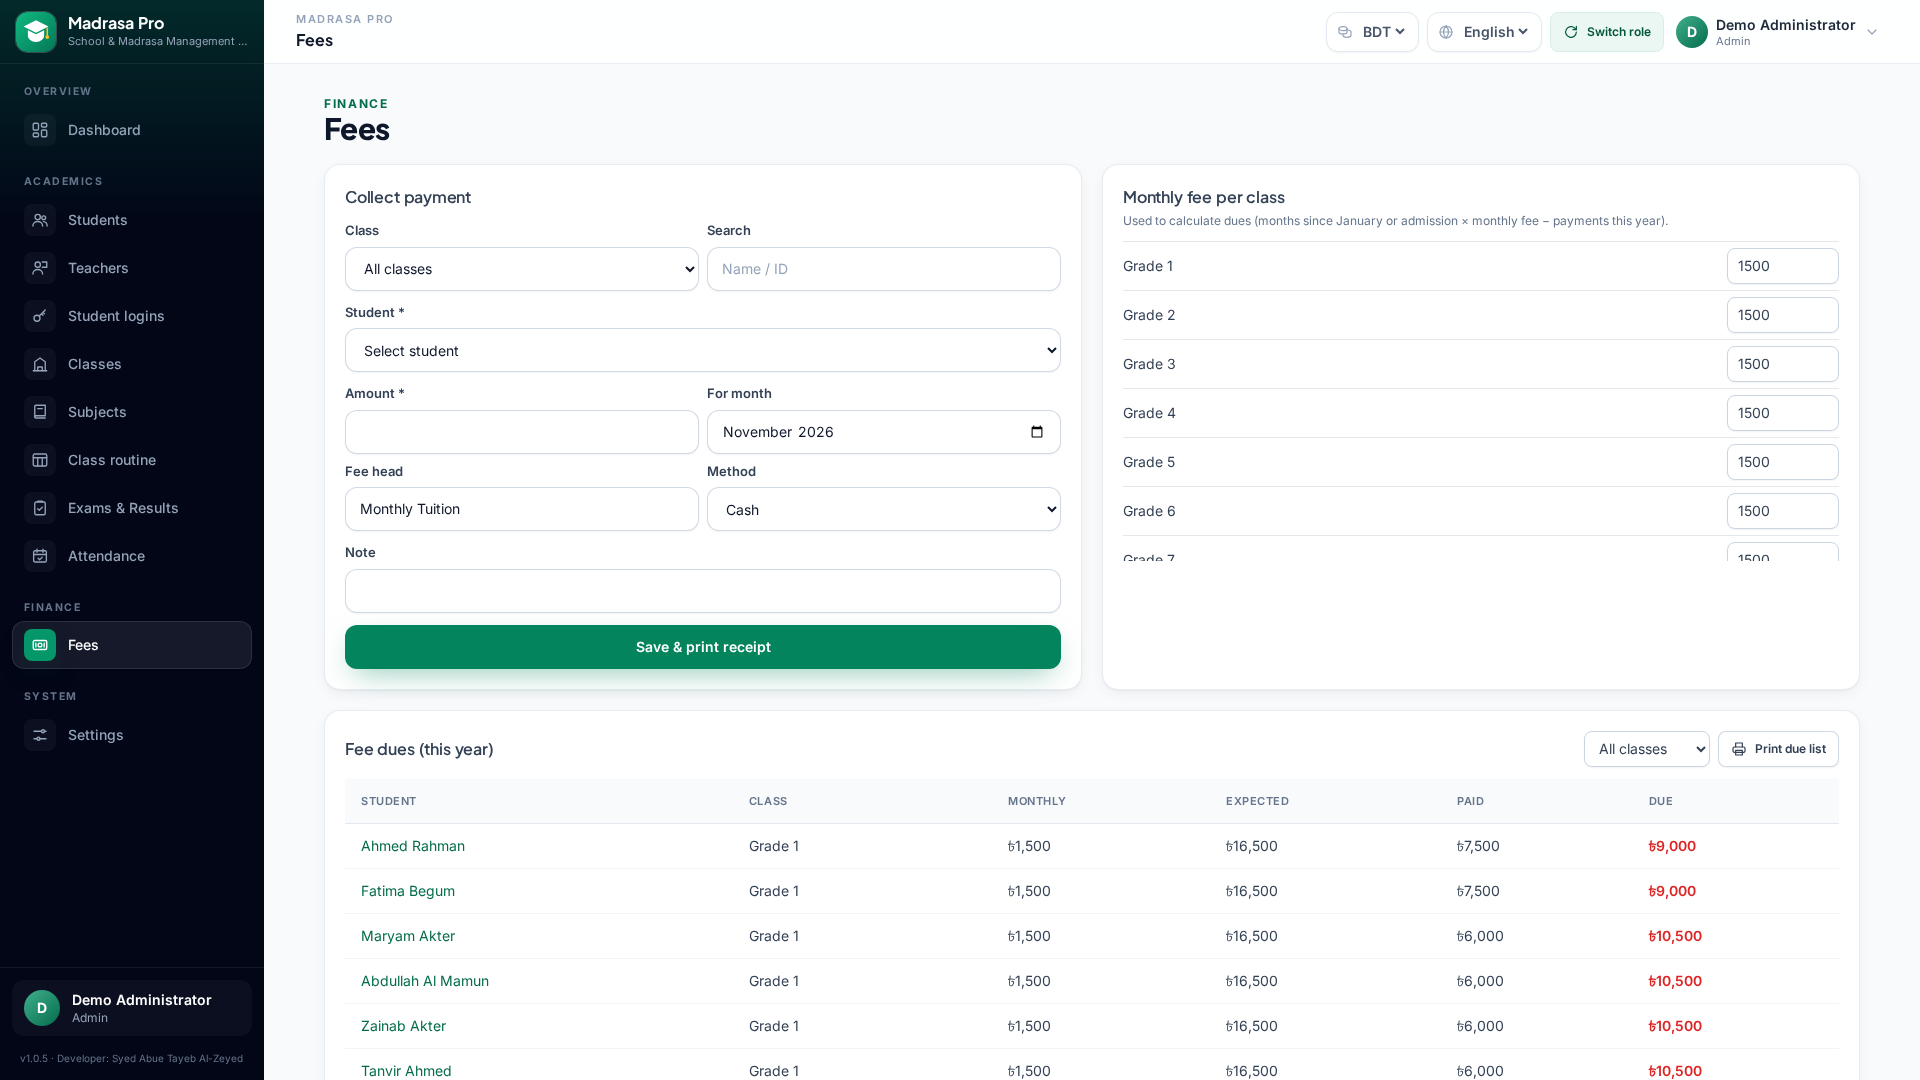 Madrasa Pro
School & Madrasa Management ...
OVERVIEW
Dashboard
ACADEMICS
Students
Teachers
Student logins
Classes
Subjects
Class routine
Exams & Results
Attendance
FINANCE
Fees
SYSTEM
Settings
D
Demo Administrator
Admin
v1.0.5 · Developer: Syed Abue Tayeb Al-Zeyed
MADRASA PRO
Fees
BDT
English
Switch role
D
Demo Administrator
Admin
FINANCE
Fees
Collect payment
Class Search
All classes Name / ID
Student *
Select student
Amount * For month
November 2026
Fee head Method
Monthly Tuition Cash
Note
Save & print receipt
Monthly fee per class
Used to calculate dues (months since January or admission × monthly fee − payments this year).
Grade 1 1500
Grade 2 1500
Grade 3 1500
Grade 4 1500
Grade 5 1500
Grade 6 1500
Grade 7 1500
Fee dues (this year)
All classes Print due list
STUDENT CLASS MONTHLY EXPECTED PAID DUE
Ahmed Rahman Grade 1 ৳1,500 ৳16,500 ৳7,500 ৳9,000
Fatima Begum Grade 1 ৳1,500 ৳16,500 ৳7,500 ৳9,000
Maryam Akter Grade 1 ৳1,500 ৳16,500 ৳6,000 ৳10,500
Abdullah Al Mamun Grade 1 ৳1,500 ৳16,500 ৳6,000 ৳10,500
Zainab Akter Grade 1 ৳1,500 ৳16,500 ৳6,000 ৳10,500
Tanvir Ahmed Grade 1 ৳1,500 ৳16,500 ৳6,000 ৳10,500